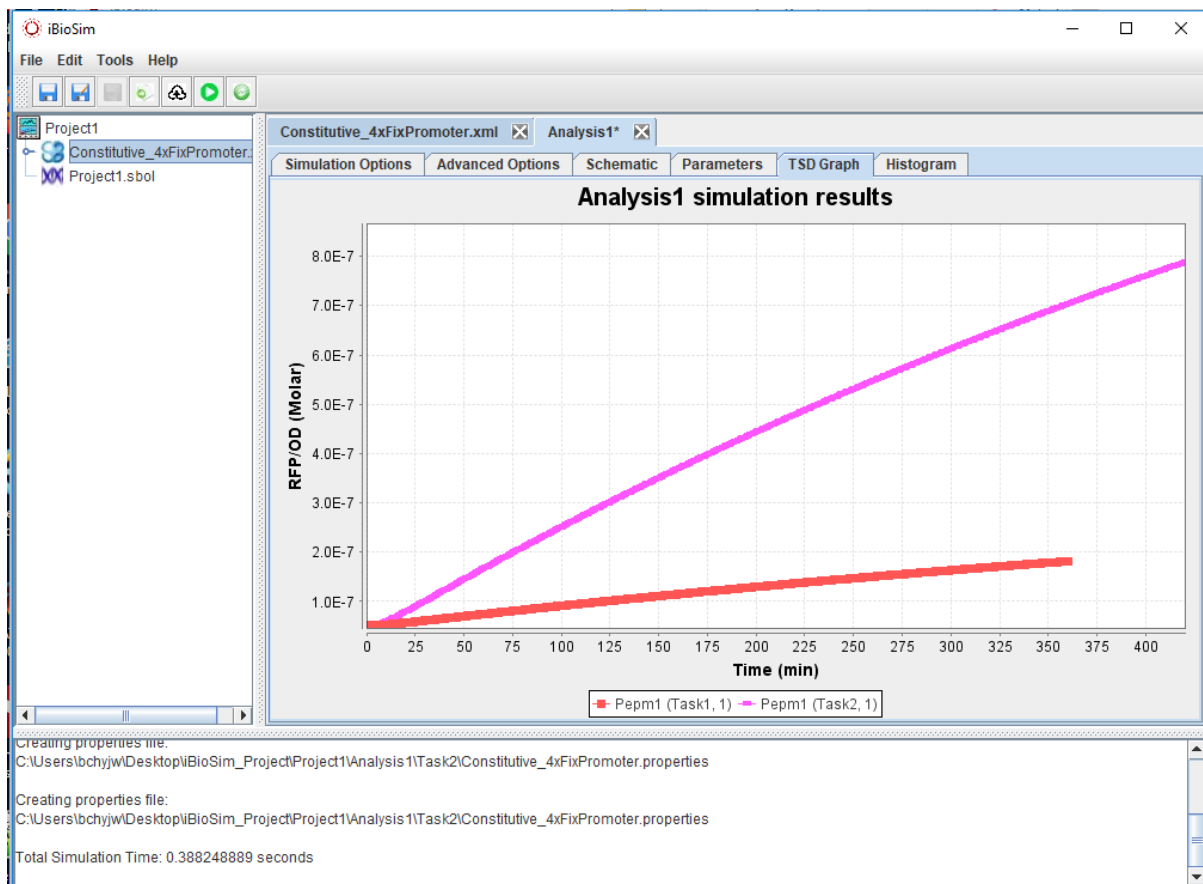 iBioSim
File Edit Tools Help
Project1
Constitutive_4xFixPromoter.
Project1.sbol
Constitutive_4xFixPromoter.xml Analysis1*
Simulation Options Advanced Options Schematic Parameters TSD Graph Histogram
Analysis1 simulation results
RFP/OD (Molar)
8.0E-7
7.0E-7
6.0E-7
5.0E-7
4.0E-7
3.0E-7
2.0E-7
1.0E-7
0 25 50 75 100 125 150 175 200 225 250 275 300 325 350 375 400
Time (min)
Pepm1 (Task1, 1) Pepm1 (Task2, 1)
Creating properties file:
C:\Users\bchyjw\Desktop\iBioSim_Project\Project1\Analysis1\Task2\Constitutive_4xFixPromoter.properties
Creating properties file:
C:\Users\bchyjw\Desktop\iBioSim_Project\Project1\Analysis1\Task2\Constitutive_4xFixPromoter.properties
Total Simulation Time: 0.388248889 seconds